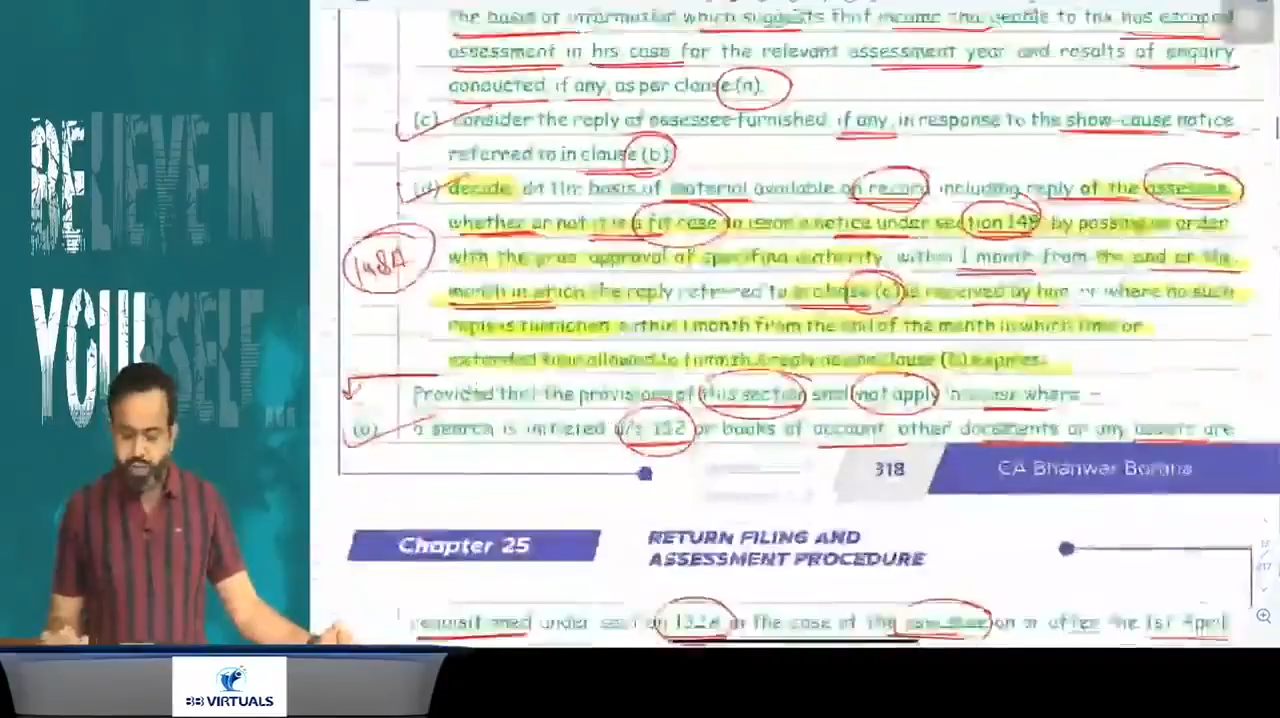 BELIEVE IN
YOURSELF...
the basis of information which suggests that income chargeable to tax has escaped
assessment in his case for the relevant assessment year and results of enquiry
conducted, if any, as per clause (a).
(c) consider the reply of assessee furnished, if any, in response to the show-cause notice
referred to in clause (b)
(d) decide on the basis of material available on record including reply of the assessee,
whether or not it is a fit case to issue a notice under section 148 by passing an order
148A
with the prior approval of specified authority, within 1 month from the end of the
month in which the reply referred to in clause (c) is received by him or where no such
reply is furnished within 1 month from the end of the month in which time or
extended time allowed to furnish a reply as per clause (b) expires.
Provided that the provisions of this section shall not apply in a case where -
(a) a search is initiated u/s 132 or books of account other documents or any assets are
318
CA Bhanwar Borana
Chapter 25
RETURN FILING AND
ASSESSMENT PROCEDURE
requisitioned under section 132A in the case of the assessee on or after the 1st April
BB VIRTUALS